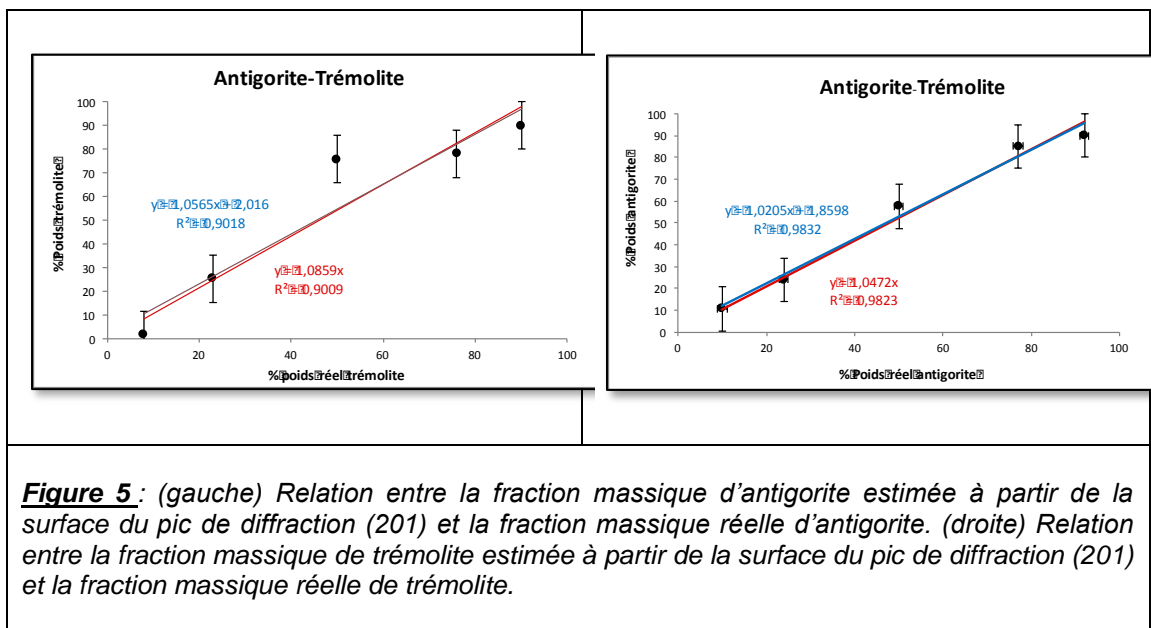 Antigorite-Trémolite
100
90
80
70
60
50
40
30
20
10
0
0 20 40 60 80 100
% Poids trémolite
% poids réel trémolite
y = 1,0565x + 2,016
R² = 0,9018
y = 1,0859x
R² = 0,9009
Antigorite-Trémolite
100
90
80
70
60
50
40
30
20
10
0
0 20 40 60 80 100
% Poids antigorite
% Poids réel antigorite
y = 1,0205x + 1,8598
R² = 0,9832
y = 1,0472x
R² = 0,9823
Figure 5 : (gauche) Relation entre la fraction massique d’antigorite estimée à partir de la
surface du pic de diffraction (201) et la fraction massique réelle d’antigorite. (droite) Relation
entre la fraction massique de trémolite estimée à partir de la surface du pic de diffraction (201)
et la fraction massique réelle de trémolite.